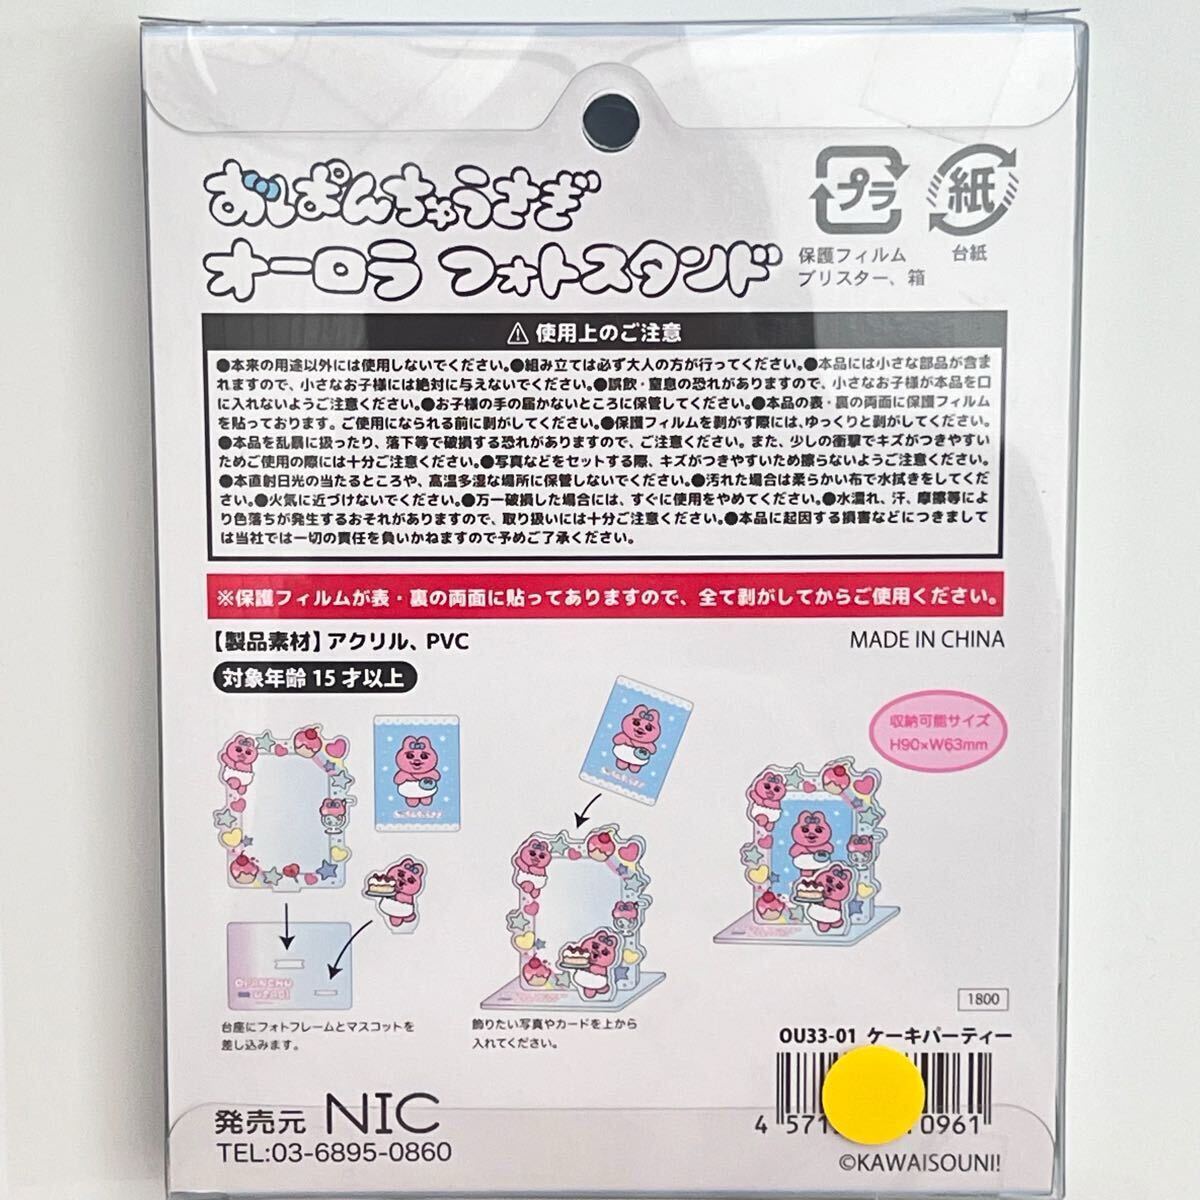 おぱんちゅうさぎ
オーロラ フォトスタンド
プラ
紙
保護フィルム
ブリスター、箱
台紙
⚠ 使用上のご注意
●本来の用途以外には使用しないでください。●組み立ては必ず大人の方が行ってください。●本品には小さな部品が含ま
れますので、小さなお子様には絶対に与えないでください。●誤飲・窒息の恐れがありますので、小さなお子様が本品を口
に入れないようご注意ください。●お子様の手の届かないところに保管してください。●本品の表・裏の両面に保護フィルム
を貼っております。ご使用になられる前に剥がしてください。●保護フィルムを剥がす際には、ゆっくりと剥がしてください。
●本品を乱暴に扱ったり、落下等で破損する恐れがありますので、ご注意ください。また、少しの衝撃でキズがつきやすい
ためご使用の際には十分ご注意ください。●写真などをセットする際、キズがつきやすいため擦らないようご注意ください。
●本直射日光の当たるところや、高温多湿な場所に保管しないでください。●汚れた場合は柔らかい布で水拭きをしてくだ
さい。●火気に近づけないでください。●万一破損した場合には、すぐに使用をやめてください。●水濡れ、汗、摩擦等によ
り色落ちが発生するおそれがありますので、取り扱いには十分ご注意ください。●本品に起因する損害などにつきまして
は当社では一切の責任を負いかねますので予めご了承ください。
※保護フィルムが表・裏の両面に貼ってありますので、全て剥がしてからご使用ください。
【製品素材】アクリル、PVC
MADE IN CHINA
対象年齢 15 才以上
収納可能サイズ
H90×W63mm
OPANCHU
USAGI
台座にフォトフレームとマスコットを
差し込みます。
飾りたい写真やカードを上から
入れてください。
1800
OU33-01 ケーキパーティー
発売元 NIC
TEL:03-6895-0860
4 571 0961
©KAWAISOUNI!